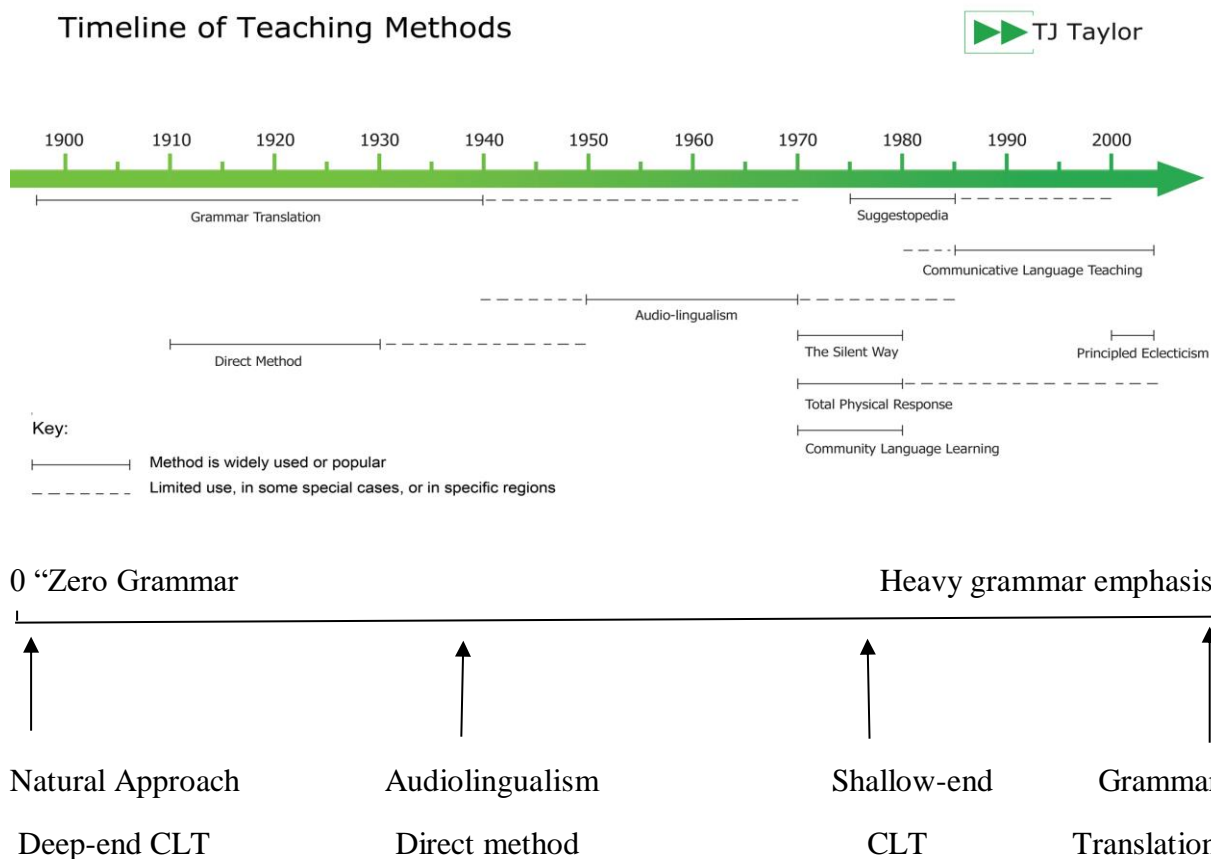 Timeline of Teaching Methods
TJ Taylor
1900 1910 1920 1930 1940 1950 1960 1970 1980 1990 2000
Grammar Translation
Suggestopedia
Communicative Language Teaching
Audio-lingualism
The Silent Way
Principled Eclecticism
Direct Method
Total Physical Response
Community Language Learning
Key:
Method is widely used or popular
Limited use, in some special cases, or in specific regions
0 “Zero Grammar Heavy grammar emphasis
Natural Approach Audiolingualism Shallow-end Grammar
Deep-end CLT Direct method CLT Translation